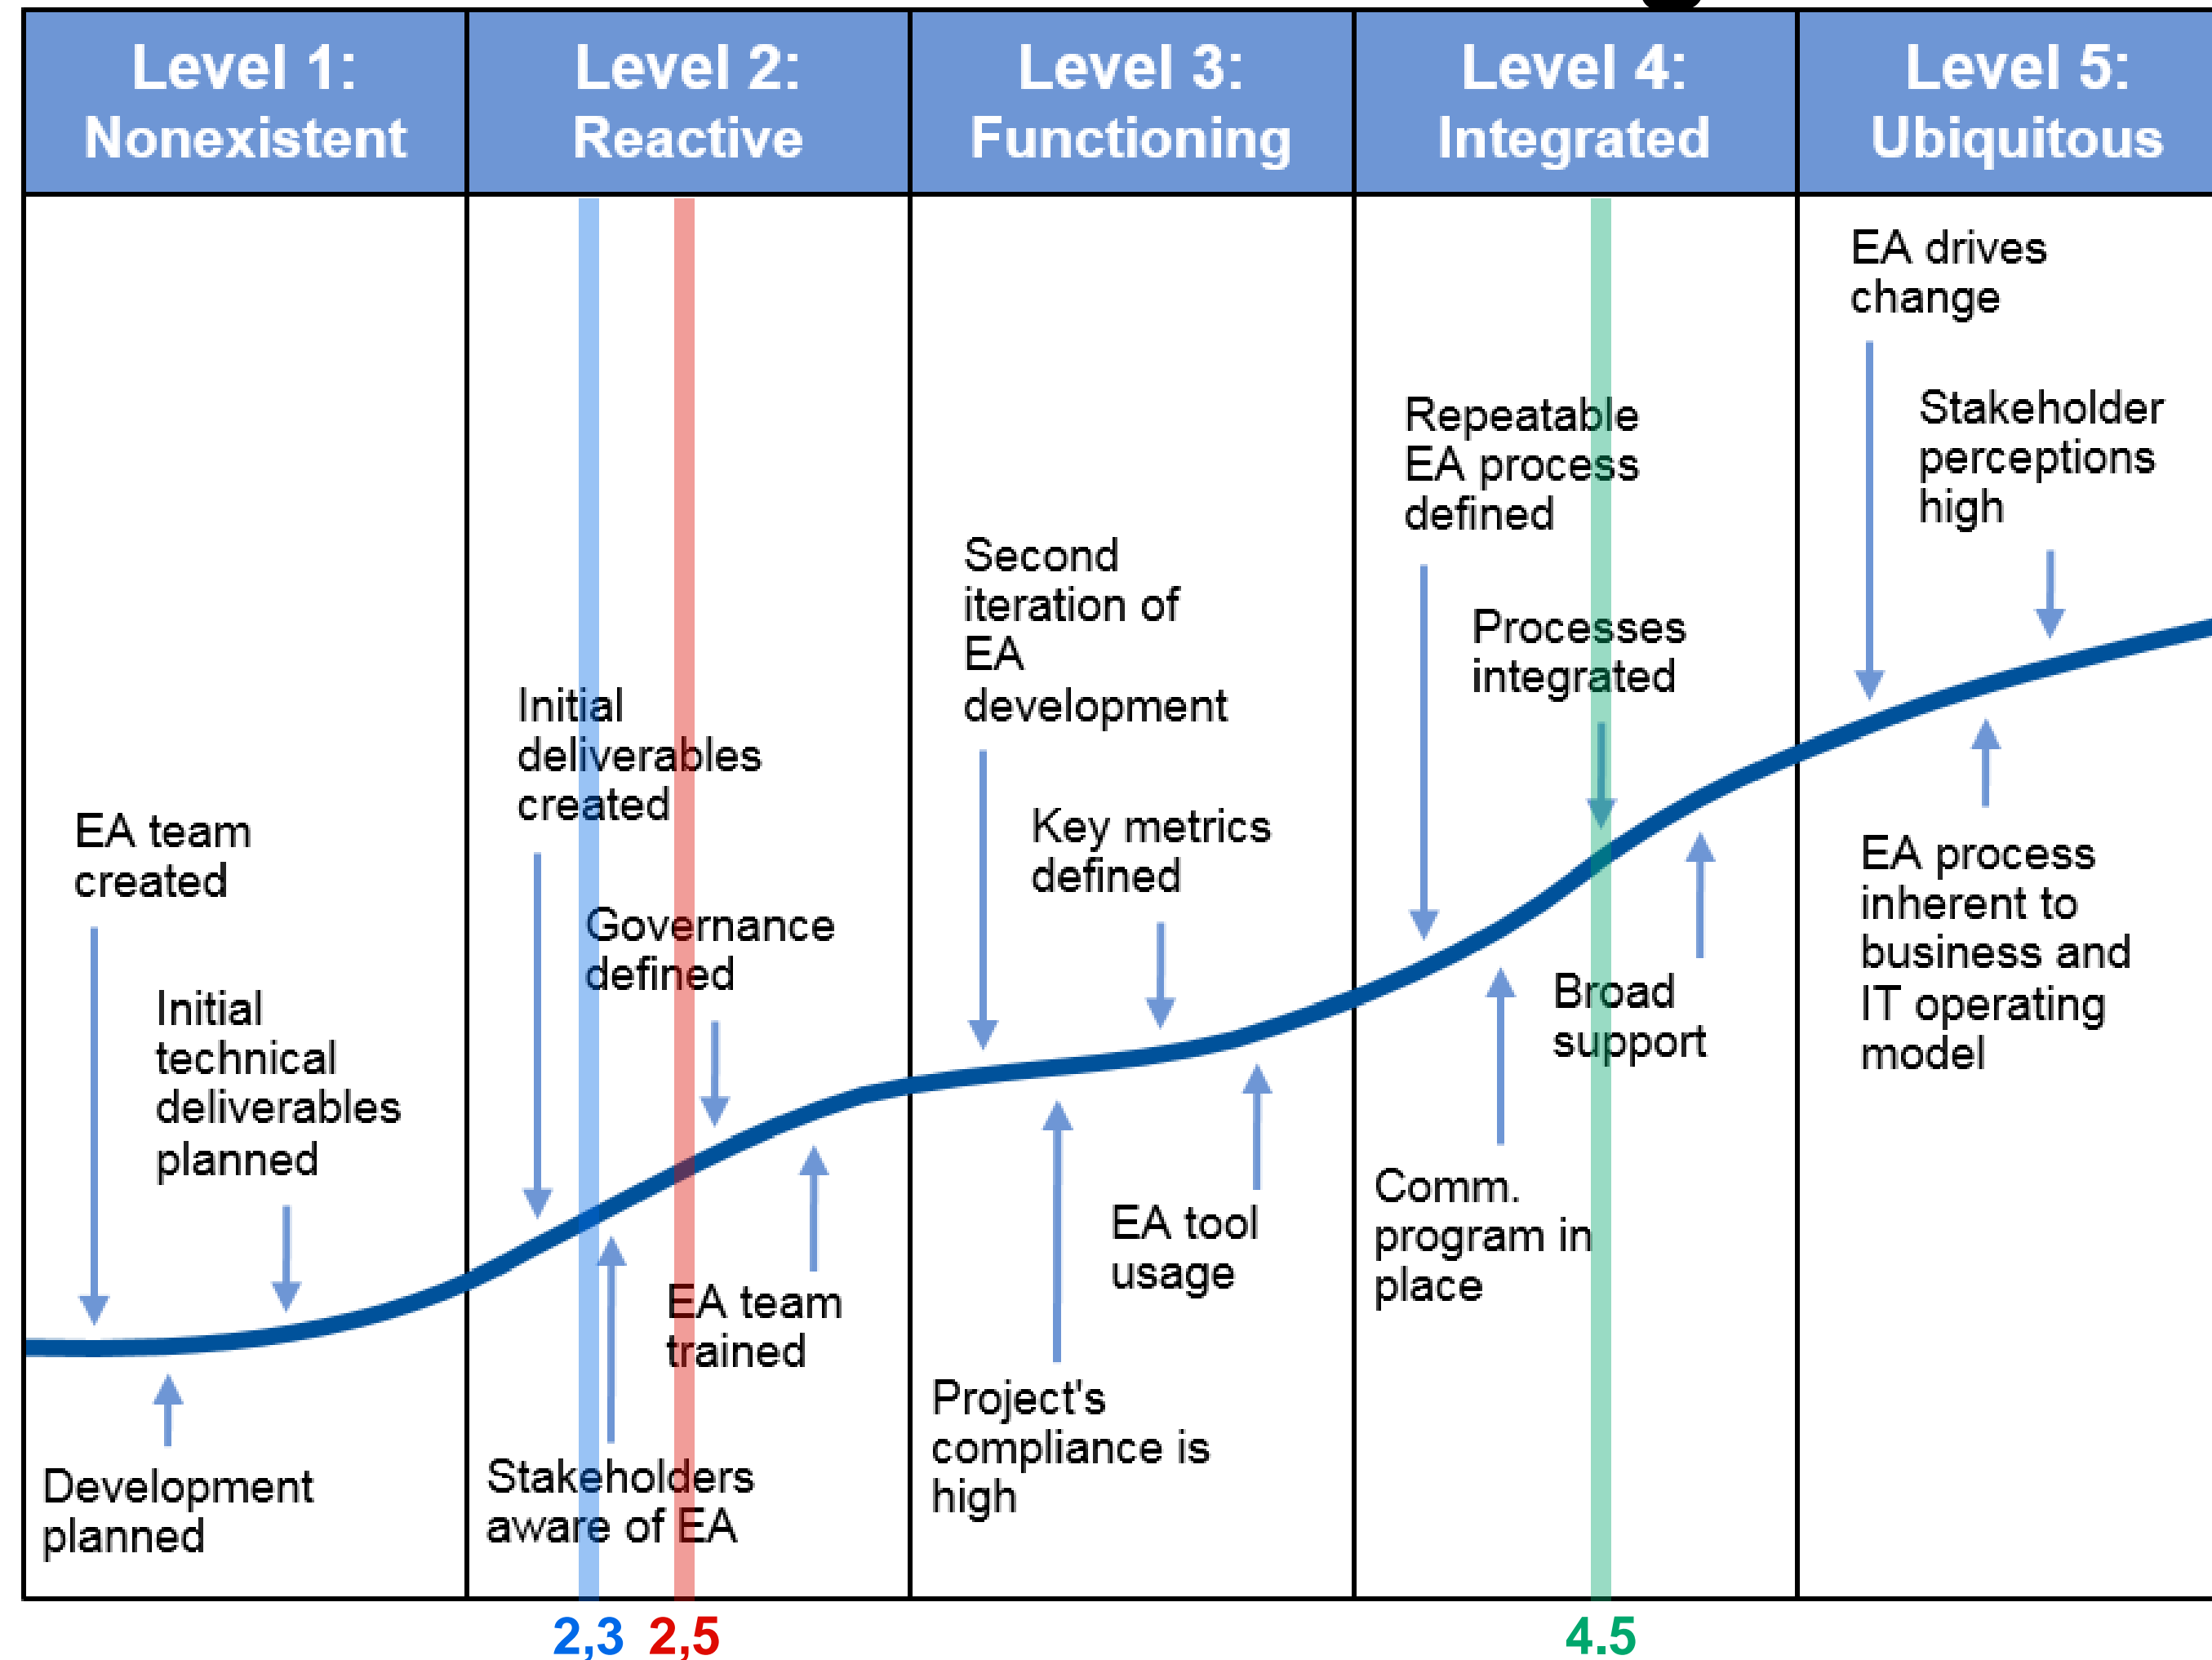 Level 1:
Nonexistent
Level 2:
Reactive
Level 3:
Functioning
Level 4:
Integrated
Level 5:
Ubiquitous
EA team
created
Initial
technical
deliverables
planned
Development
planned
Initial
deliverables
created
Governance
defined
EA team
trained
Stakeholders
aware of EA
Second
iteration of
EA
development
Key metrics
defined
EA tool
usage
Project's
compliance is
high
Repeatable
EA process
defined
Processes
integrated
Broad
support
Comm.
program in
place
EA drives
change
Stakeholder
perceptions
high
EA process
inherent to
business and
IT operating
model
2,3
2,5
4.5